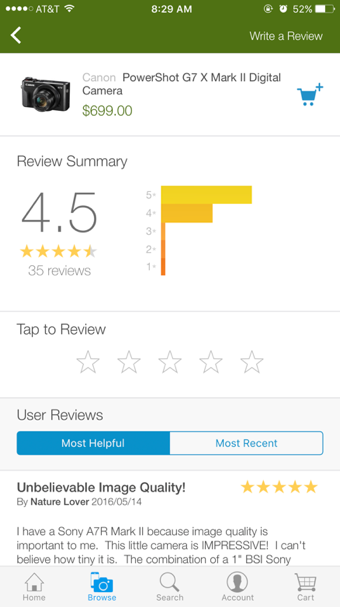 AT&T 8:29 AM 52%
Write a Review
Canon PowerShot G7 X Mark II Digital
Camera
$699.00
Review Summary
4.5
35 reviews
5★
4★
3★
2★
1★
Tap to Review
User Reviews
Most Helpful Most Recent
Unbelievable Image Quality!
By Nature Lover 2016/05/14
I have a Sony A7R Mark II because image quality is
important to me. This little camera is IMPRESSIVE! I can't
believe how tiny it is. The combination of a 1" BSI Sony
Home Browse Search Account Cart